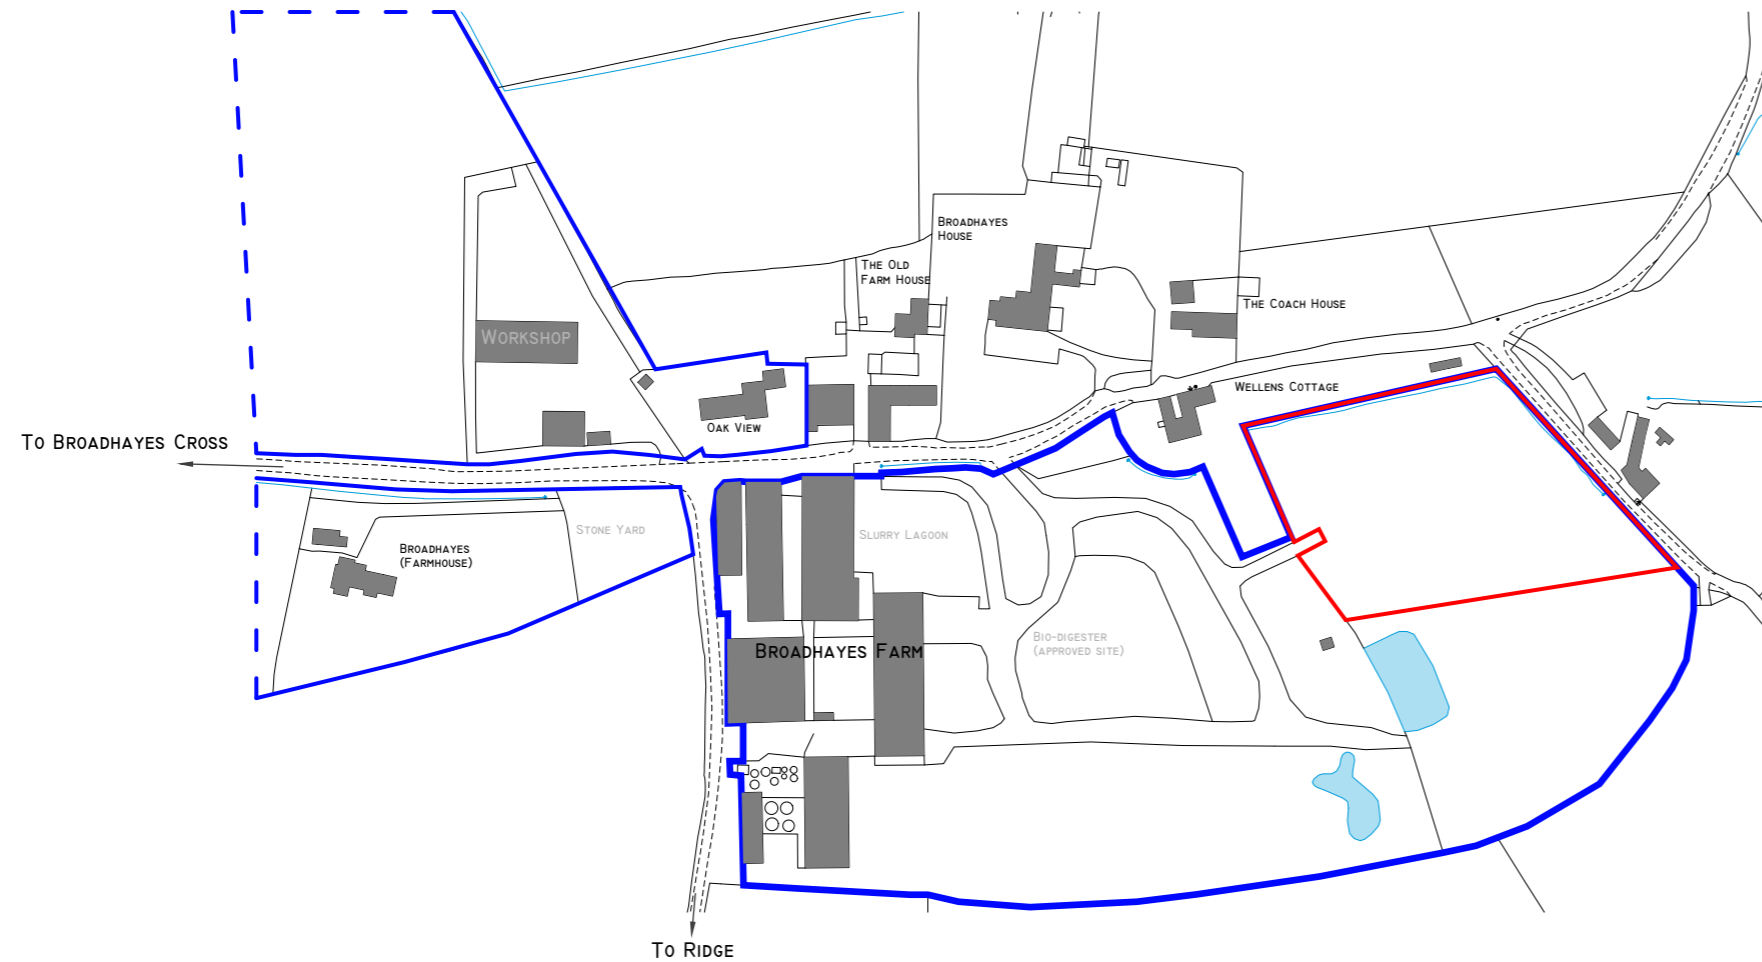 Broadhayes
House
The Old
Farm House
The Coach House
Workshop
Wellens Cottage
Oak View
To Broadhayes Cross
Stone Yard
Slurry Lagoon
Broadhayes
(Farmhouse)
Bio-digester
(approved site)
Broadhayes Farm
To Ridge